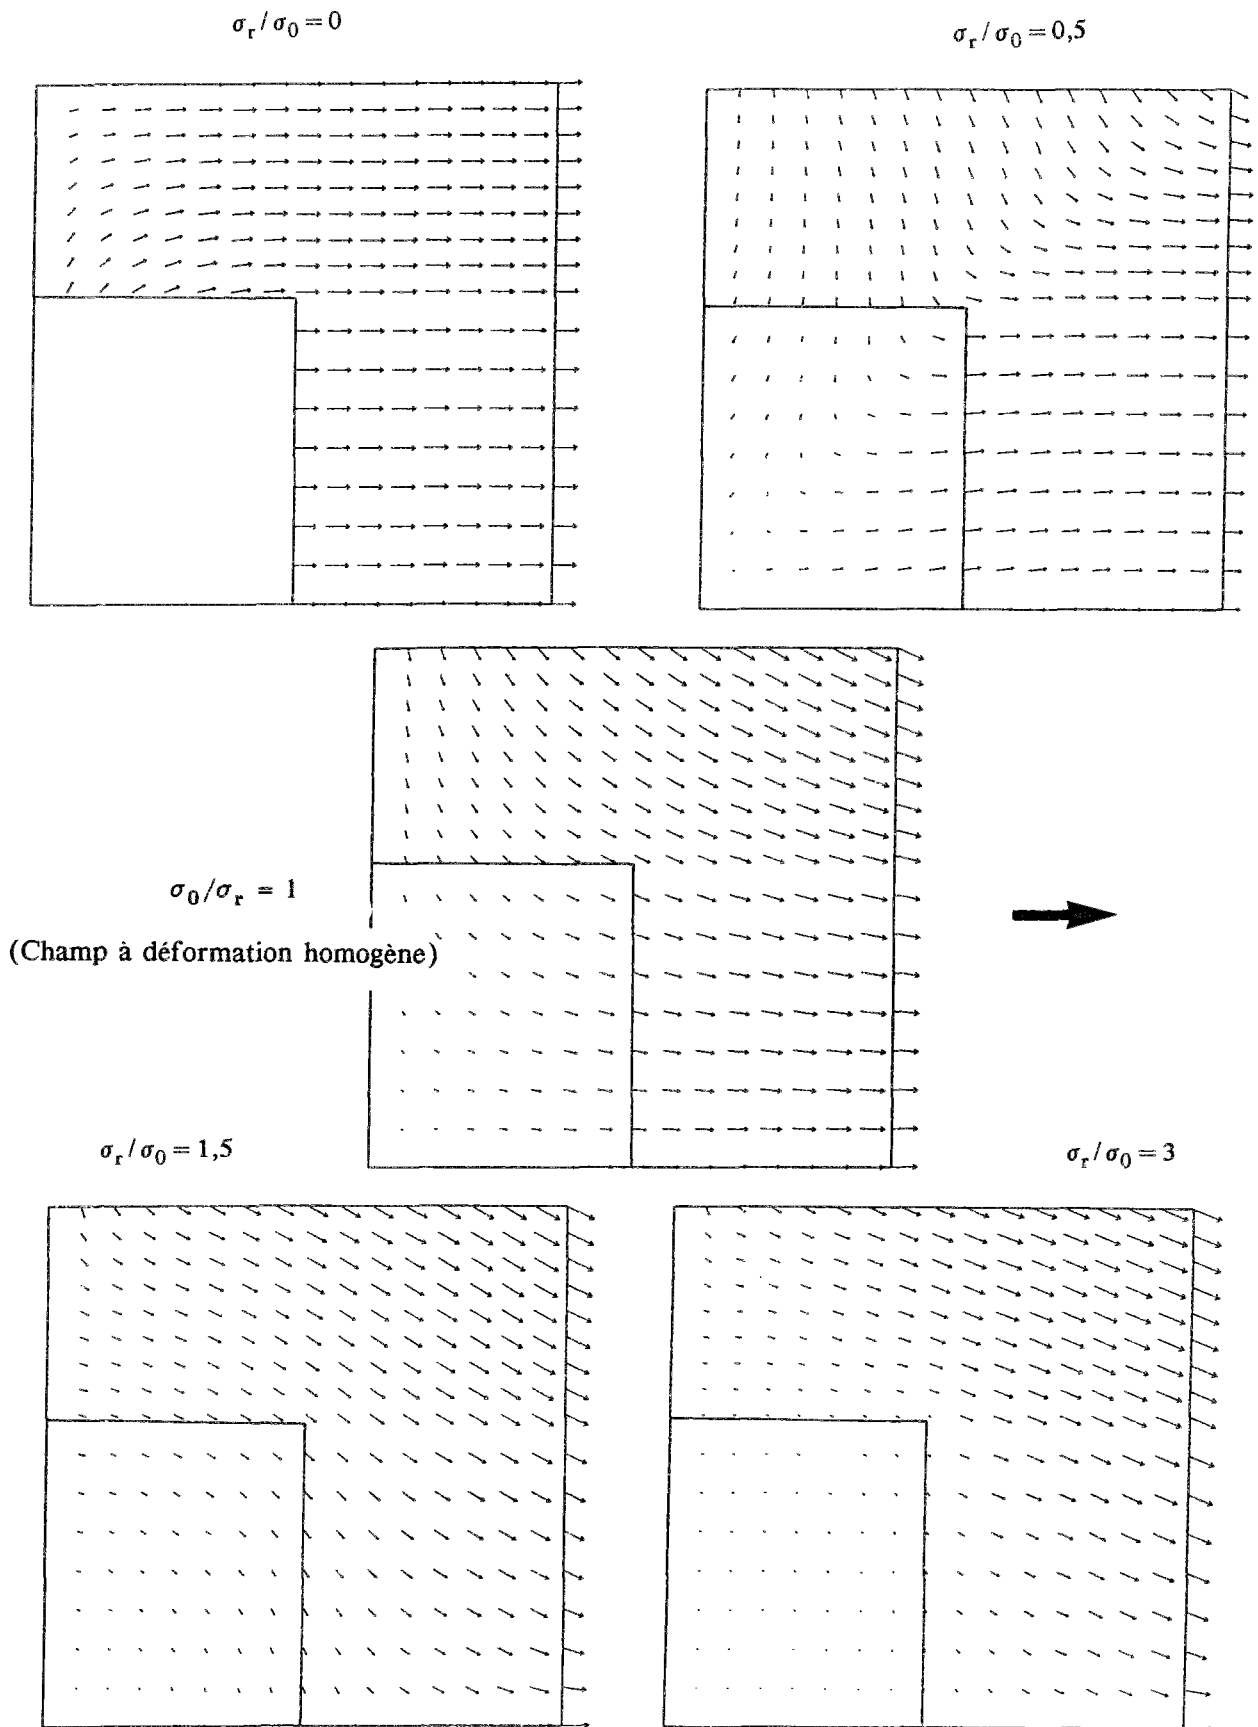 σr/σ0 = 0
σr/σ0 = 0,5
σ0/σr = 1
(Champ à déformation homogène)
σr/σ0 = 1,5
σr/σ0 = 3